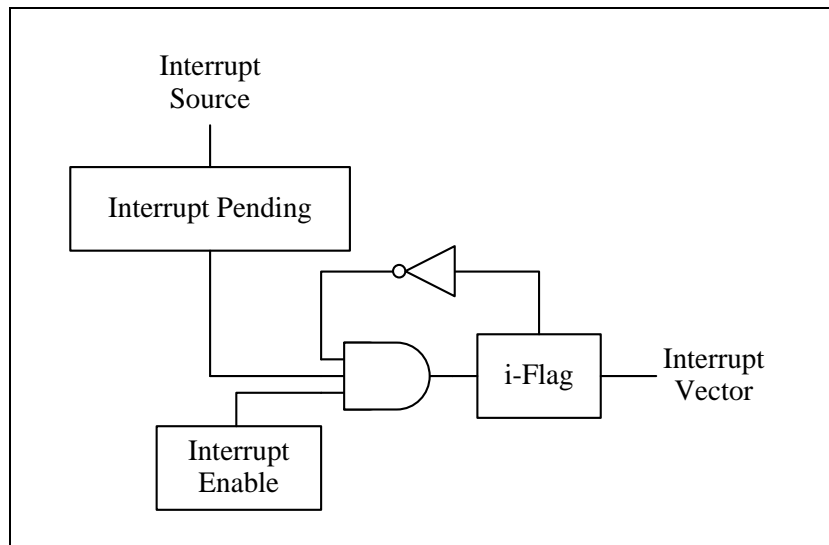 Interrupt
Source
Interrupt Pending
i-Flag
Interrupt
Vector
Interrupt
Enable